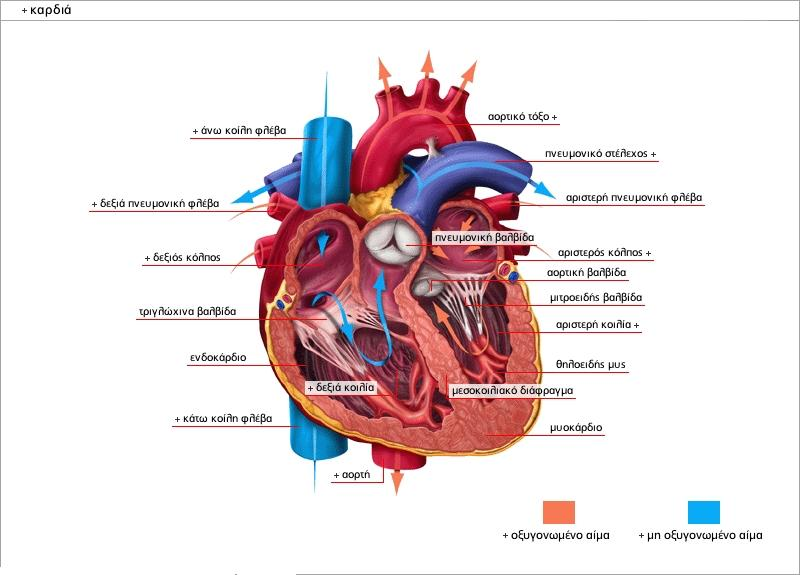 + καρδιά
αορτικό τόξο +
+ άνω κοίλη φλέβα
πνευμονικό στέλεχος +
+ δεξιά πνευμονική φλέβα
αριστερή πνευμονική φλέβα
πνευμονική βαλβίδα
+ δεξιός κόλπος
αριστερός κόλπος +
αορτική βαλβίδα
μιτροειδής βαλβίδα
τριγλώχινα βαλβίδα
αριστερή κοιλία +
ενδοκάρδιο
θηλοειδής μυς
+ δεξιά κοιλία
μεσοκοιλιακό διάφραγμα
+ κάτω κοίλη φλέβα
μυοκάρδιο
+ αορτή
+ οξυγονωμένο αίμα
+ μη οξυγονωμένο αίμα